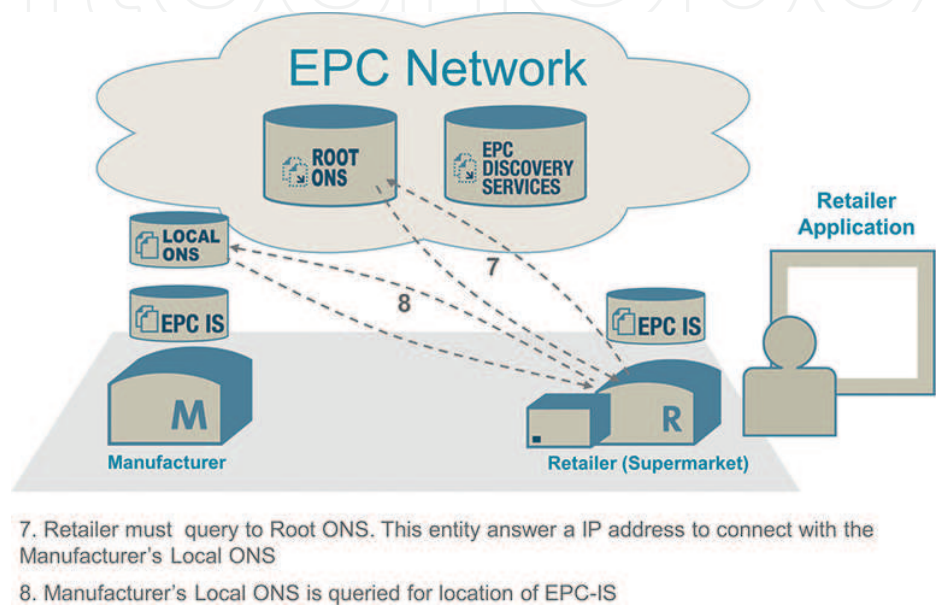 EPC Network
ROOT
ONS
EPC
DISCOVERY
SERVICES
Retailer
Application
LOCAL
ONS
7
8
EPC IS
EPC IS
M
R
Manufacturer
Retailer (Supermarket)
7. Retailer must query to Root ONS. This entity answer a IP address to connect with the
Manufacturer's Local ONS
8. Manufacturer's Local ONS is queried for location of EPC-IS